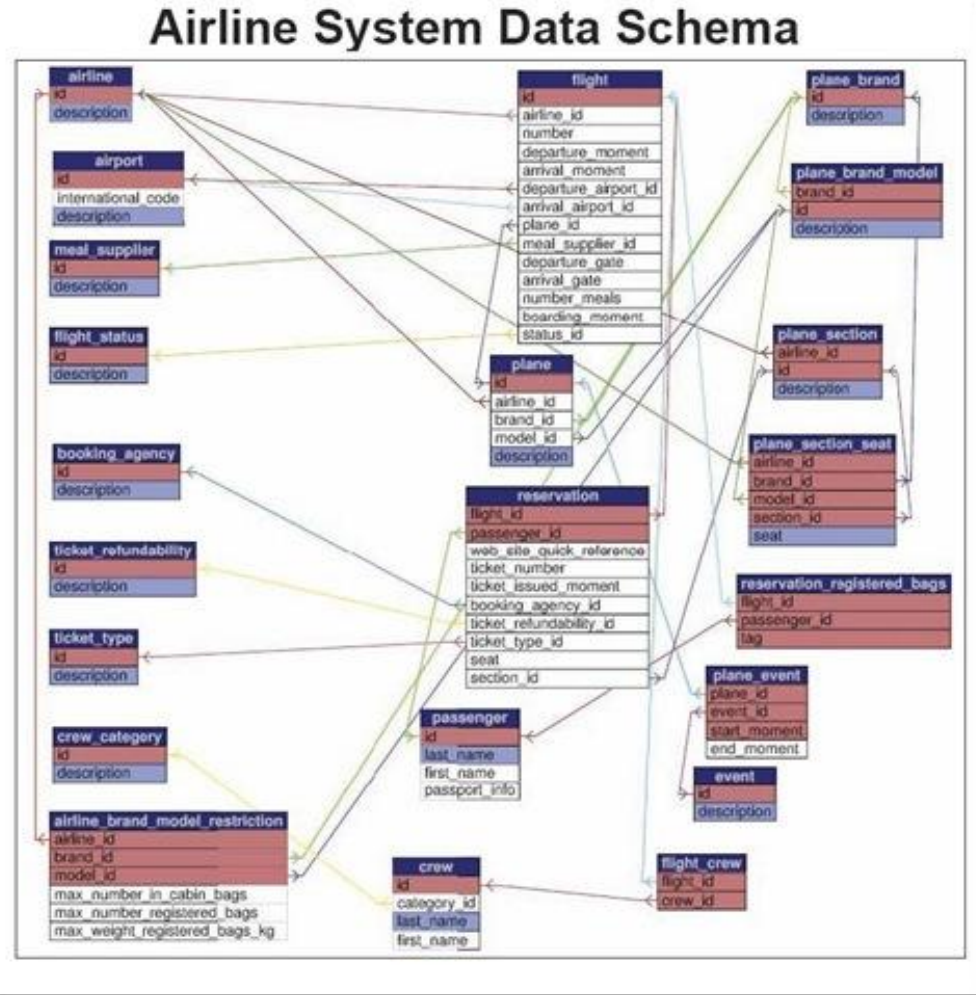 Airline System Data Schema
airline
id
description
airport
id
international_code
description
meal_supplier
id
description
flight_status
id
description
booking_agency
id
description
ticket_refundability
id
description
ticket_type
id
description
crew_category
id
description
airline_brand_model_restriction
airline_id
brand_id
model_id
max_number_in_cabin_bags
max_number_registered_bags
max_weight_registered_bags_kg
flight
id
airline_id
number
departure_moment
arrival_moment
departure_airport_id
arrival_airport_id
plane_id
meal_supplier_id
departure_gate
arrival_gate
number_meals
boarding_moment
status_id
plane
id
airline_id
brand_id
model_id
description
reservation
flight_id
passenger_id
web_site_quick_reference
ticket_number
ticket_issued_moment
booking_agency_id
ticket_refundability_id
ticket_type_id
seat
section_id
passenger
id
last_name
first_name
passport_info
crew
id
category_id
last_name
first_name
plane_brand
id
description
plane_brand_model
brand_id
id
description
plane_section
airline_id
id
description
plane_section_seat
airline_id
brand_id
model_id
section_id
seat
reservation_registered_bags
flight_id
passenger_id
tag
plane_event
plane_id
event_id
start_moment
end_moment
event
id
description
flight_crew
flight_id
crew_id